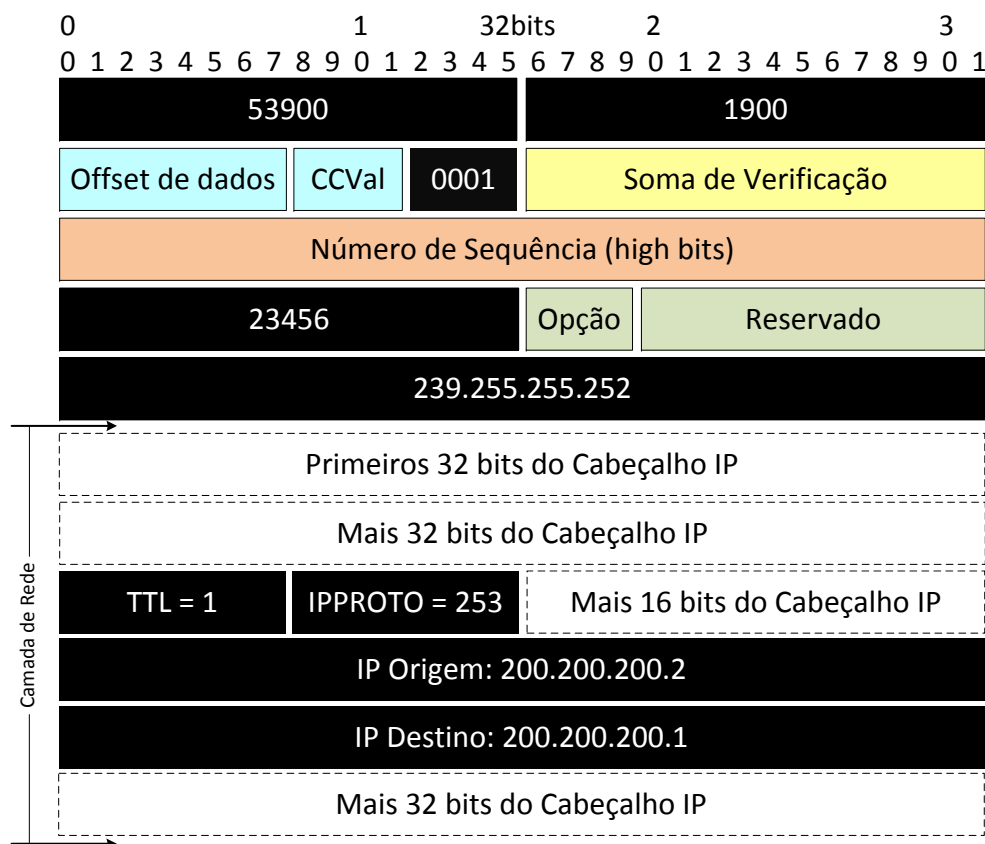 0 1 32bits 2 3
0 1 2 3 4 5 6 7 8 9 0 1 2 3 4 5 6 7 8 9 0 1 2 3 4 5 6 7 8 9 0 1
53900 1900
Offset de dados CCVal 0001 Soma de Verificação
Número de Sequência (high bits)
23456 Opção Reservado
239.255.255.252
Primeiros 32 bits do Cabeçalho IP
Mais 32 bits do Cabeçalho IP
TTL = 1 IPPROTO = 253 Mais 16 bits do Cabeçalho IP
IP Origem: 200.200.200.2
IP Destino: 200.200.200.1
Mais 32 bits do Cabeçalho IP
Camada de Rede